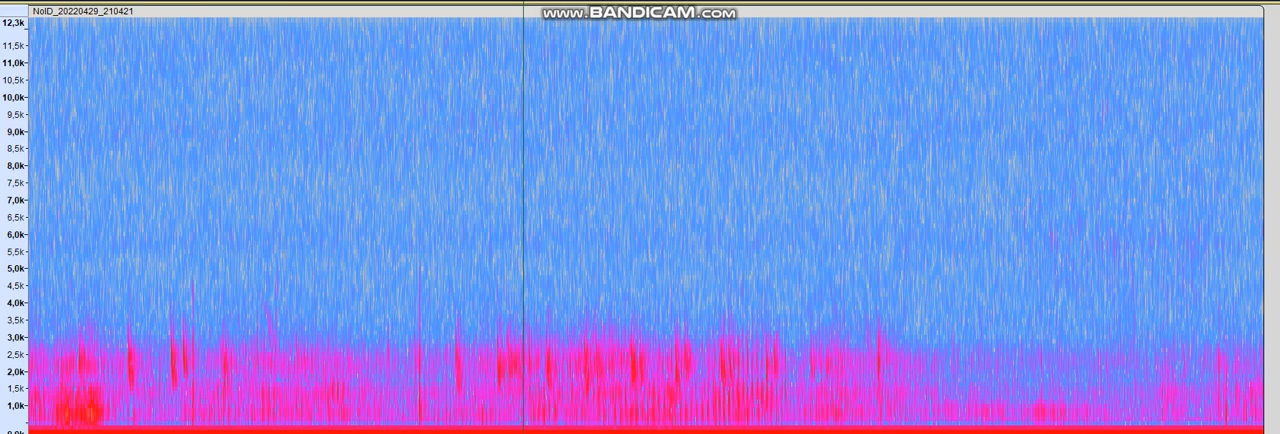 NoID_20220429_210421
www.BANDICAM.com
12,3k
11,5k
11,0k
10,5k
10,0k
9,5k
9,0k
8,5k
8,0k
7,5k
7,0k
6,5k
6,0k
5,5k
5,0k
4,5k
4,0k
3,5k
3,0k
2,5k
2,0k
1,5k
1,0k